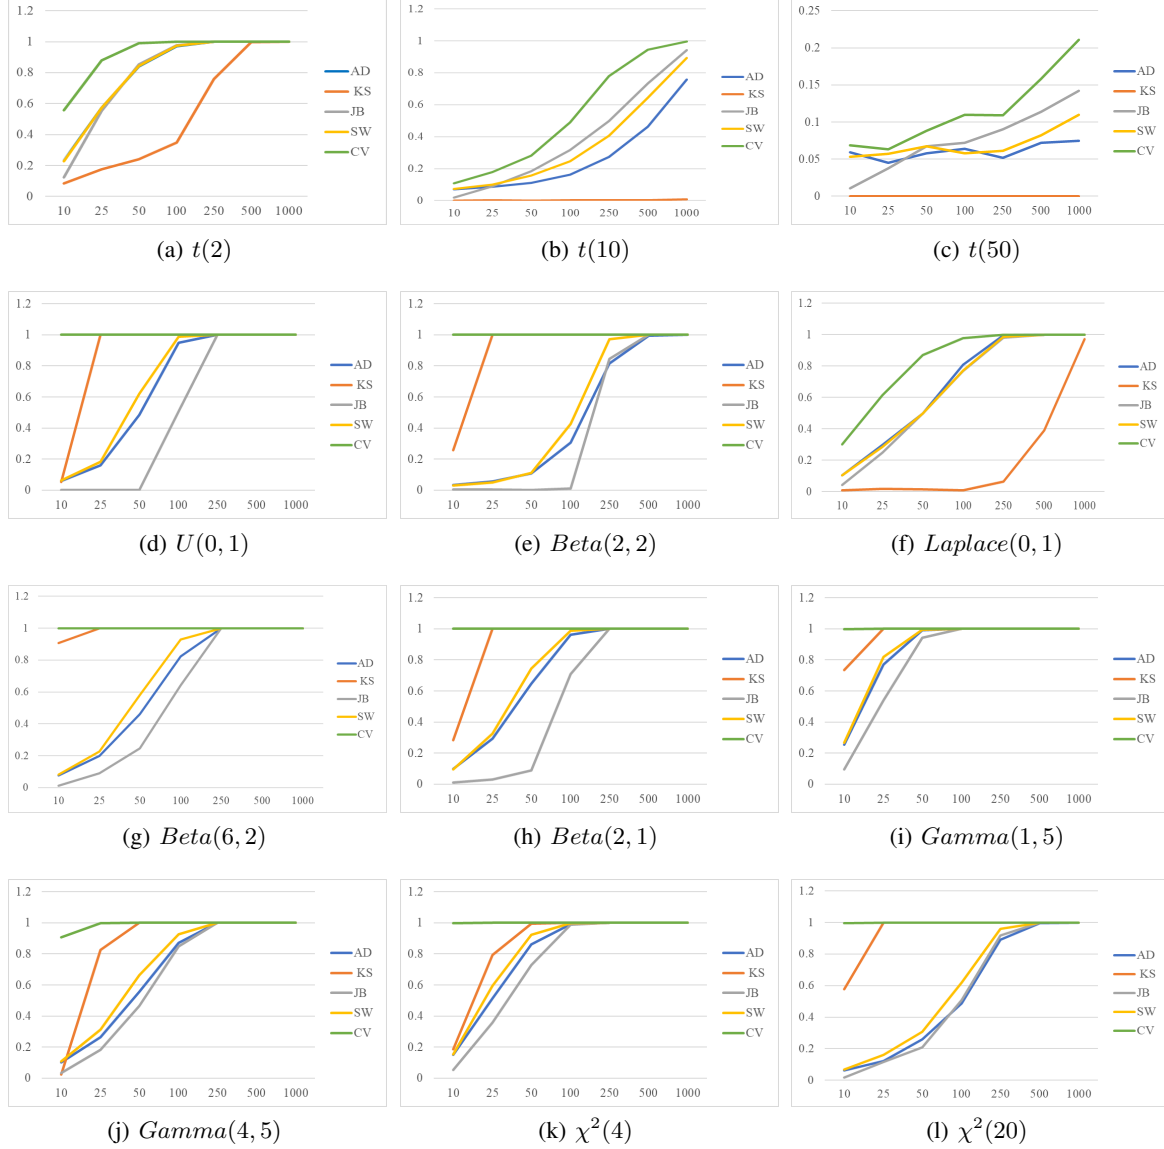 1.2
1
0.8
0.6
0.4
0.2
0
10 25 50 100 250 500 1000
AD
KS
JB
SW
CV
(a) t(2)
1.2
1
0.8
0.6
0.4
0.2
0
10 25 50 100 250 500 1000
AD
KS
JB
SW
CV
(b) t(10)
0.25
0.2
0.15
0.1
0.05
0
10 25 50 100 250 500 1000
AD
KS
JB
SW
CV
(c) t(50)
1.2
1
0.8
0.6
0.4
0.2
0
10 25 50 100 250 500 1000
AD
KS
JB
SW
CV
(d) U(0, 1)
1.2
1
0.8
0.6
0.4
0.2
0
10 25 50 100 250 500 1000
AD
KS
JB
SW
CV
(e) Beta(2, 2)
1.2
1
0.8
0.6
0.4
0.2
0
10 25 50 100 250 500 1000
AD
KS
JB
SW
CV
(f) Laplace(0, 1)
1.2
1
0.8
0.6
0.4
0.2
0
10 25 50 100 250 500 1000
AD
KS
JB
SW
CV
(g) Beta(6, 2)
1.2
1
0.8
0.6
0.4
0.2
0
10 25 50 100 250 500 1000
AD
KS
JB
SW
CV
(h) Beta(2, 1)
1.2
1
0.8
0.6
0.4
0.2
0
10 25 50 100 250 500 1000
AD
KS
JB
SW
CV
(i) Gamma(1, 5)
1.2
1
0.8
0.6
0.4
0.2
0
10 25 50 100 250 500 1000
AD
KS
JB
SW
CV
(j) Gamma(4, 5)
1.2
1
0.8
0.6
0.4
0.2
0
10 25 50 100 250 500 1000
AD
KS
JB
SW
CV
(k) χ²(4)
1.2
1
0.8
0.6
0.4
0.2
0
10 25 50 100 250 500 1000
AD
KS
JB
SW
CV
(l) χ²(20)